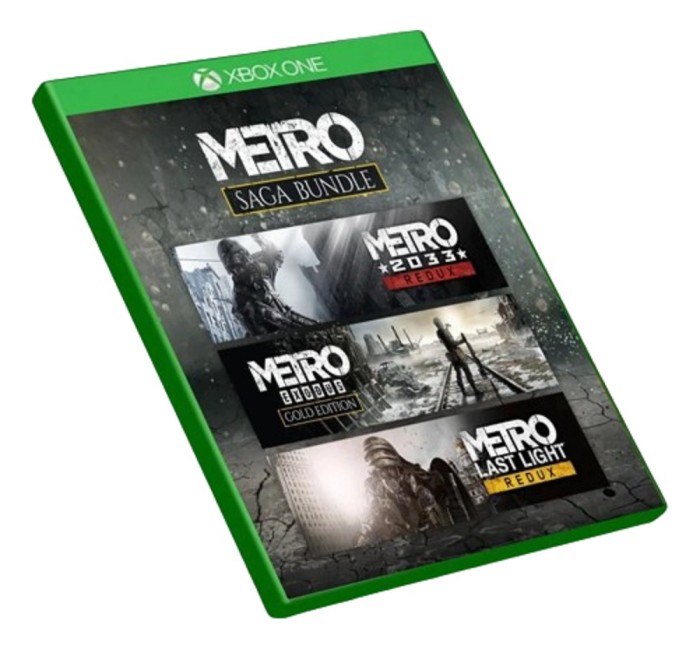 XBOX ONE
METRO
SAGA BUNDLE
METRO
2033
REDUX
METRO
EXODUS
GOLD EDITION
METRO
LAST LIGHT
REDUX